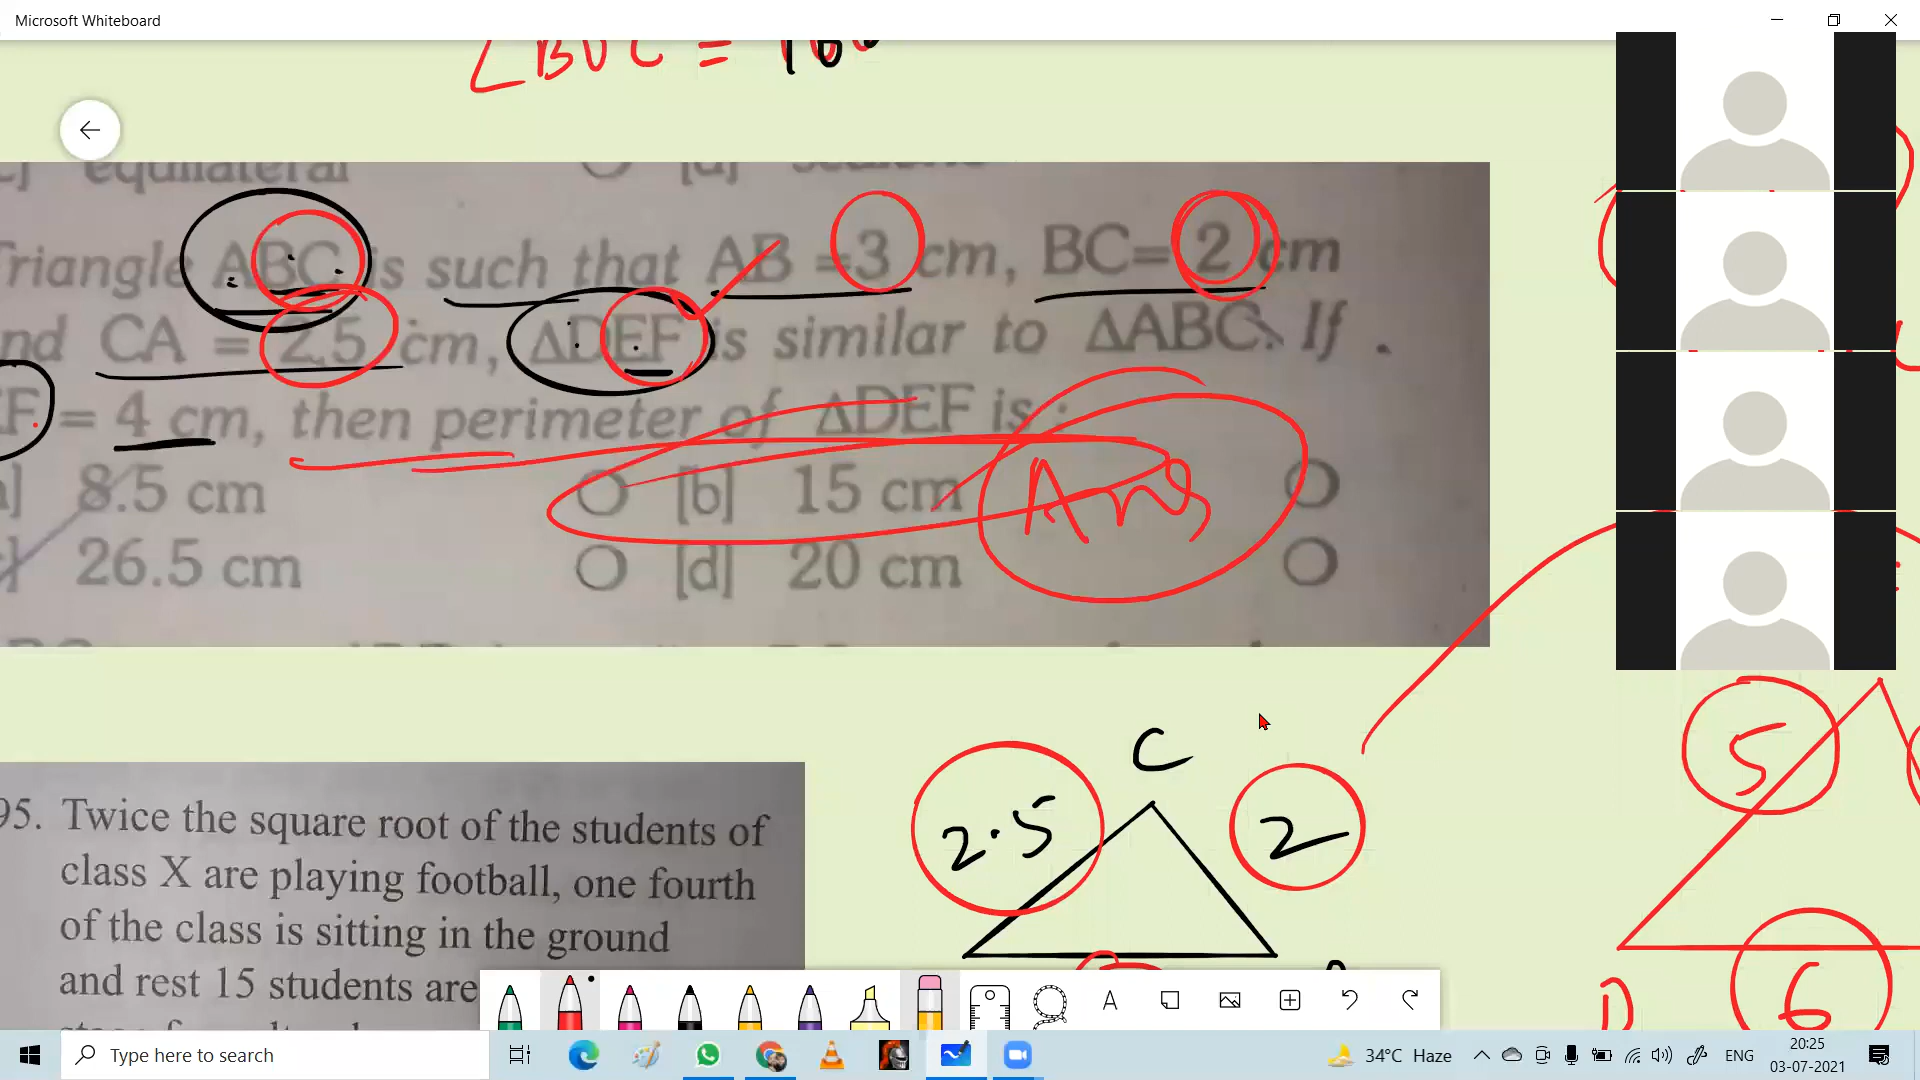 Microsoft Whiteboard
∠BOC =
equilateral [d]
Triangle ABC is such that AB = 3 cm, BC= 2 cm
nd CA = 2.5 cm, ΔDEF is similar to ΔABC. If
EF = 4 cm, then perimeter of ΔDEF is :
8.5 cm [b] 15 cm Ans
26.5 cm [d] 20 cm
C
2.5 2
5
95. Twice the square root of the students of
class X are playing football, one fourth
of the class is sitting in the ground
and rest 15 students are
D 6
Type here to search
34°C Haze
ENG
20:25
03-07-2021